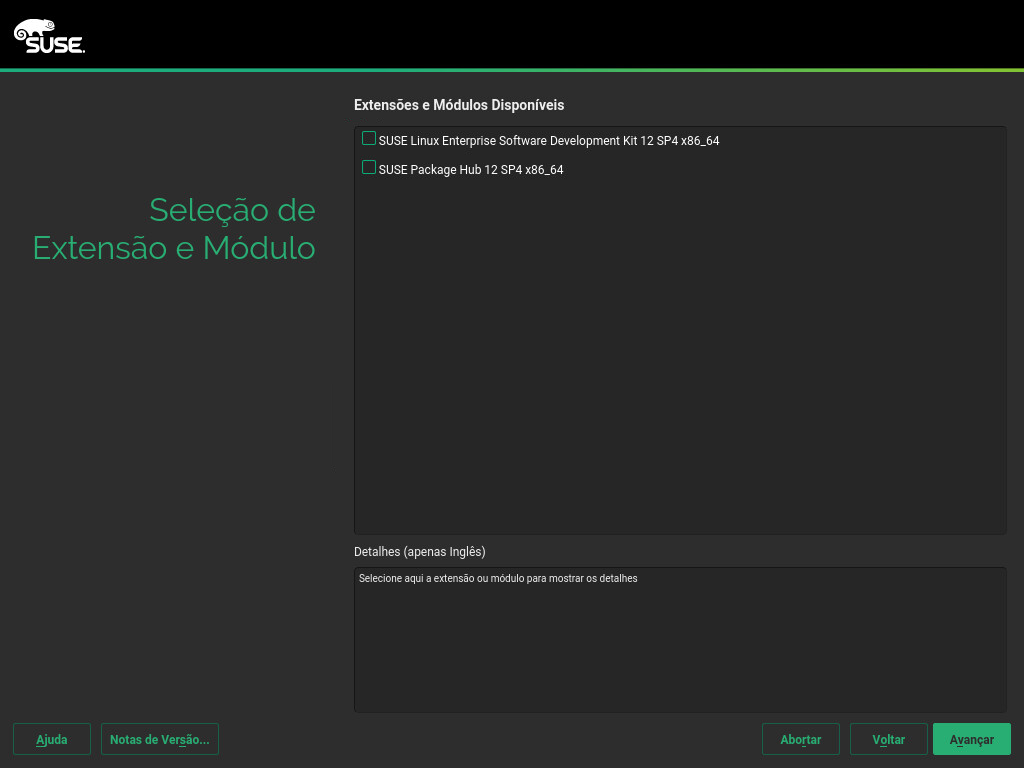 SUSE.
Extensões e Módulos Disponíveis
SUSE Linux Enterprise Software Development Kit 12 SP4 x86_64
SUSE Package Hub 12 SP4 x86_64
Seleção de
Extensão e Módulo
Detalhes (apenas Inglês)
Selecione aqui a extensão ou módulo para mostrar os detalhes
Ajuda
Notas de Versão...
Abortar
Voltar
Avançar